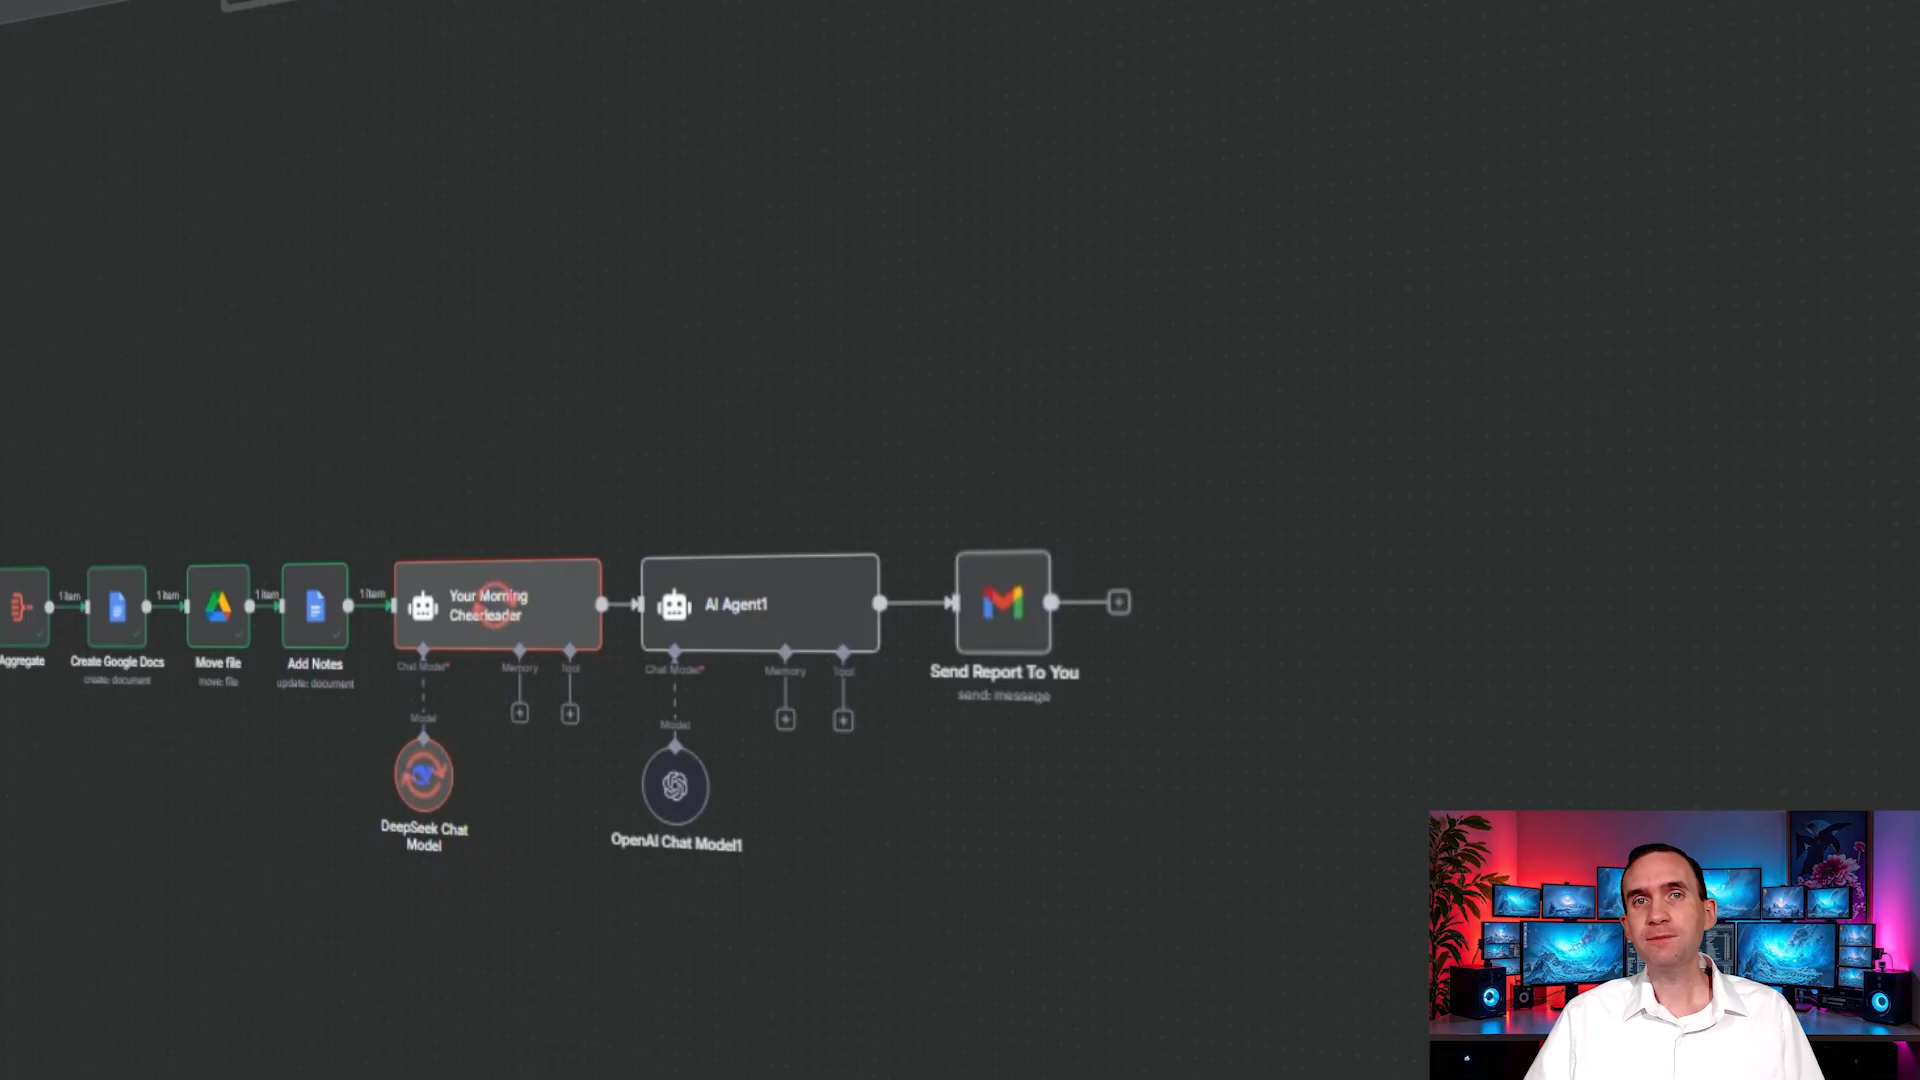 1 item
1 item
1 item
1 item
Your Morning
Cheerleader
AI Agent1
Aggregate
Create Google Docs
create: document
Move file
move: file
Add Notes
update: document
Chat Model*
Memory
Tool
Chat Model*
Memory
Tool
Send Report To You
send: message
Model
Model
DeepSeek Chat
Model
OpenAI Chat Model1